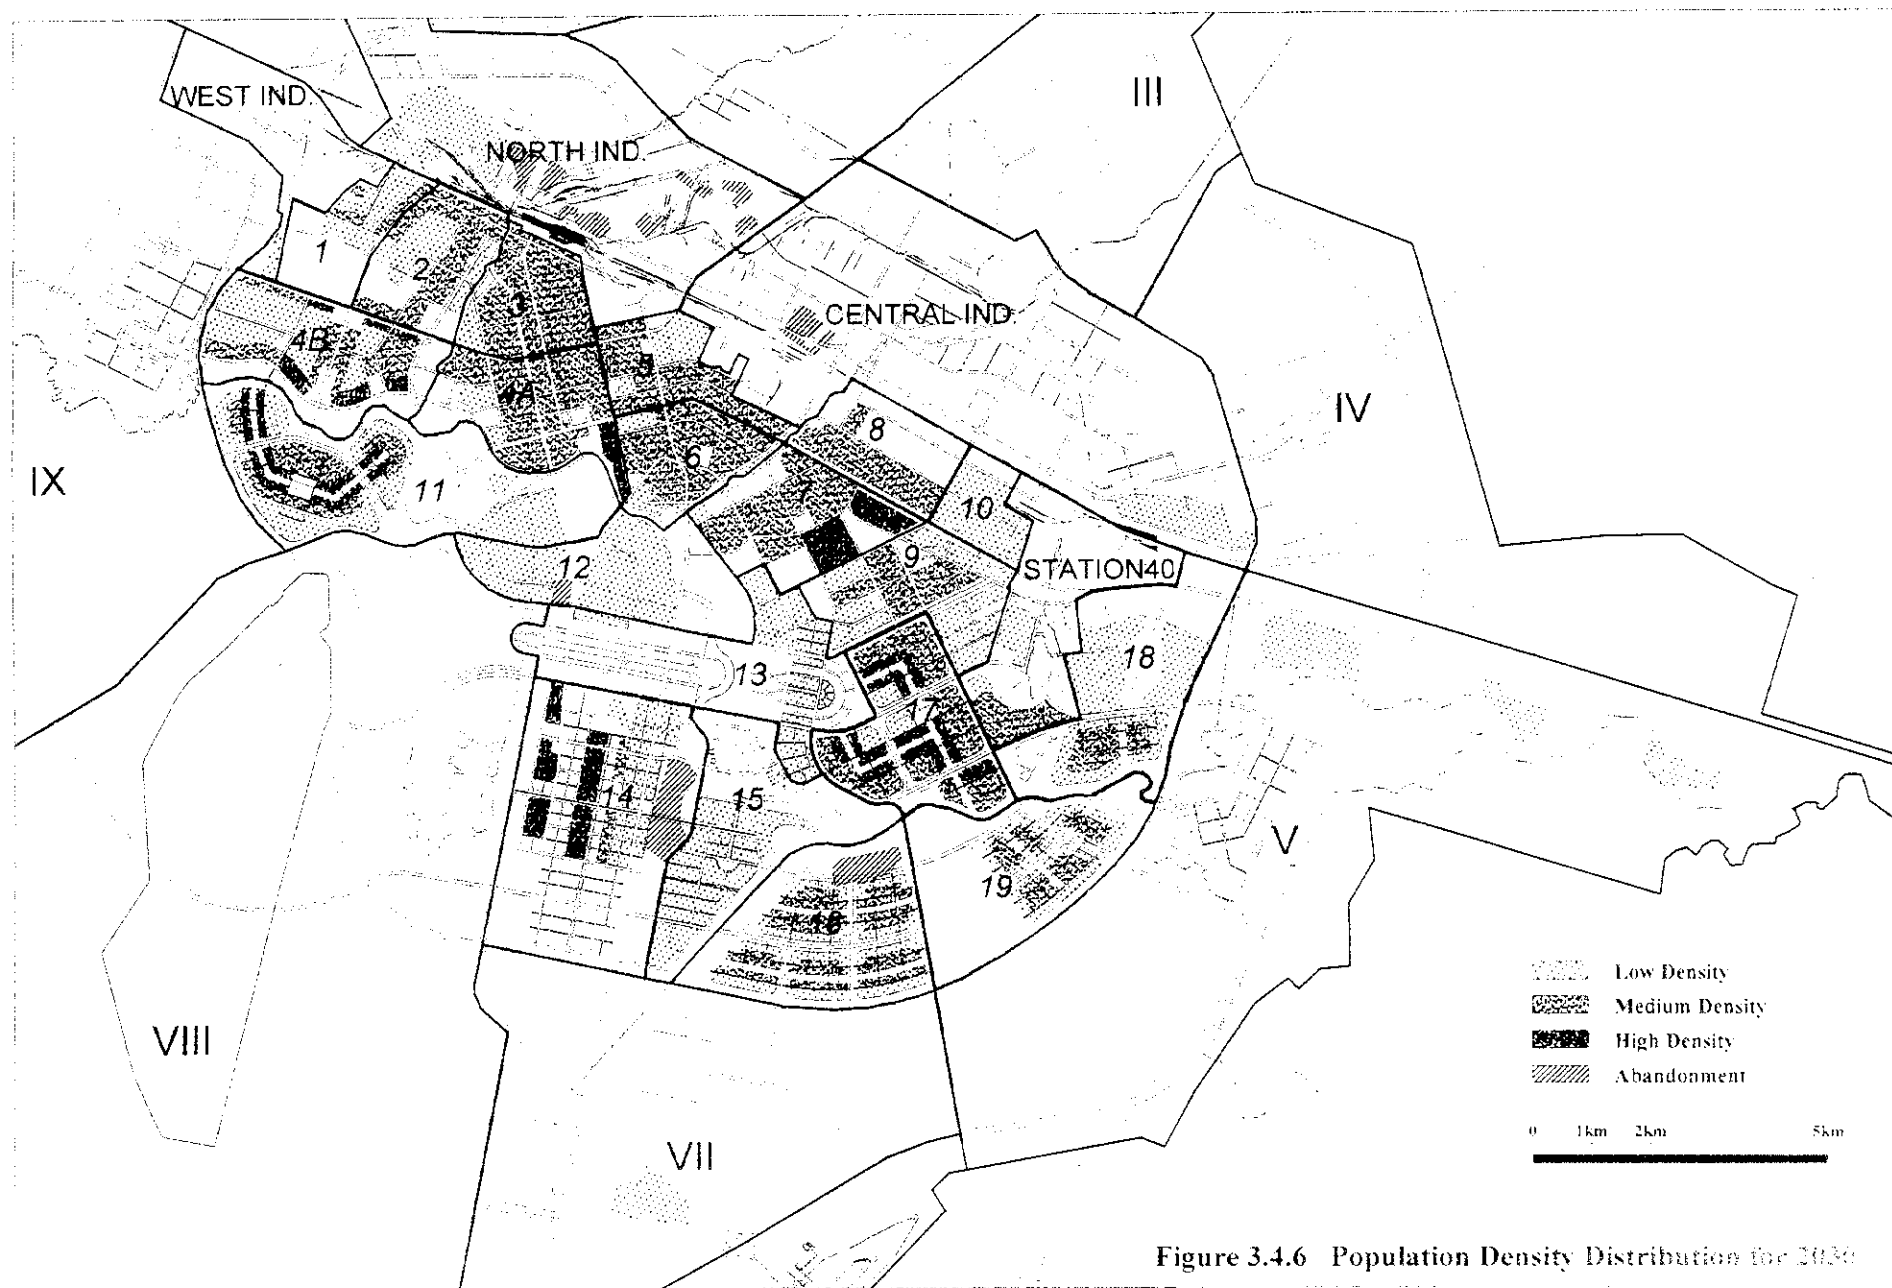 WEST IND.
III
NORTH IND.
1
2
3
CENTRAL IND.
4B
5
4A
IV
8
6
IX
11
7
10
9
12
STATION40
13
18
17
14
15
V
19
16
Low Density
Medium Density
High Density
Abandonment
VIII
0 1km 2km 5km
VII
Figure 3.4.6 Population Density Distribution for 2030